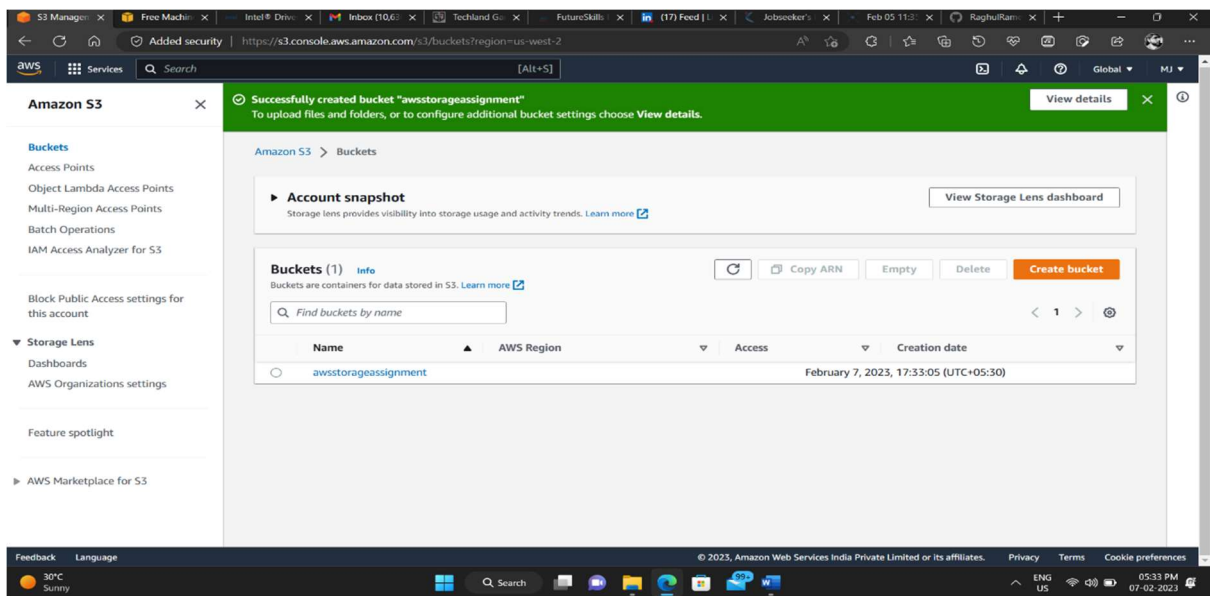 S3 Managem
Free Machin
Intel® Drive
Inbox (10,63
Techland Ga
FutureSkills
in (17) Feed | L
Jobseeker's
Feb 05 11:3
RaghulRam
Added security
https://s3.console.aws.amazon.com/s3/buckets?region=us-west-2
aws
Services
Search
[Alt+S]
Global
MJ
Amazon S3
Buckets
Access Points
Object Lambda Access Points
Multi-Region Access Points
Batch Operations
IAM Access Analyzer for S3
Block Public Access settings for
this account
Storage Lens
Dashboards
AWS Organizations settings
Feature spotlight
AWS Marketplace for S3
Successfully created bucket "awsstorageassignment"
To upload files and folders, or to configure additional bucket settings choose View details.
View details
Amazon S3 > Buckets
Account snapshot
Storage lens provides visibility into storage usage and activity trends. Learn more
View Storage Lens dashboard
Buckets (1) Info
Buckets are containers for data stored in S3. Learn more
Copy ARN
Empty
Delete
Create bucket
Find buckets by name
< 1 >
Name AWS Region Access Creation date
awsstorageassignment February 7, 2023, 17:33:05 (UTC+05:30)
Feedback Language
© 2023, Amazon Web Services India Private Limited or its affiliates. Privacy Terms Cookie preferences
30°C
Sunny
Search
99+
ENG
US
05:33 PM
07-02-2023